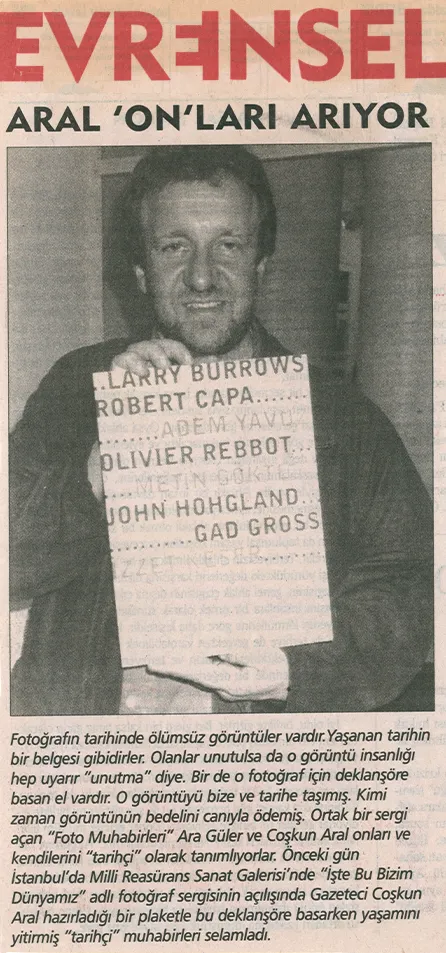 EVRENSEL
ARAL 'ON'LARI ARIYOR
..LARRY BURROWS
ROBERT CAPA.......
........ADEM YAVU
OLIVIER REBBOT...
....METİN GÖKT
JOHN HOHGLAND...
..........GAD GROSS
Fotoğrafın tarihinde ölümsüz görüntüler vardır.Yaşanan tarihin
bir belgesi gibidirler. Olanlar unutulsa da o görüntü insanlığı
hep uyarır "unutma" diye. Bir de o fotoğraf için deklanşöre
basan el vardır. O görüntüyü bize ve tarihe taşımış. Kimi
zaman görüntünün bedelini canıyla ödemiş. Ortak bir sergi
açan "Foto Muhabirleri" Ara Güler ve Coşkun Aral onları ve
kendilerini "tarihçi" olarak tanımlıyorlar. Önceki gün
İstanbul'da Milli Reasürans Sanat Galerisi'nde "İşte Bu Bizim
Dünyamız" adlı fotoğraf sergisinin açılışında Gazeteci Coşkun
Aral hazırladığı bir plaketle bu deklanşöre basarken yaşamını
yitirmiş "tarihçi" muhabirleri selamladı.